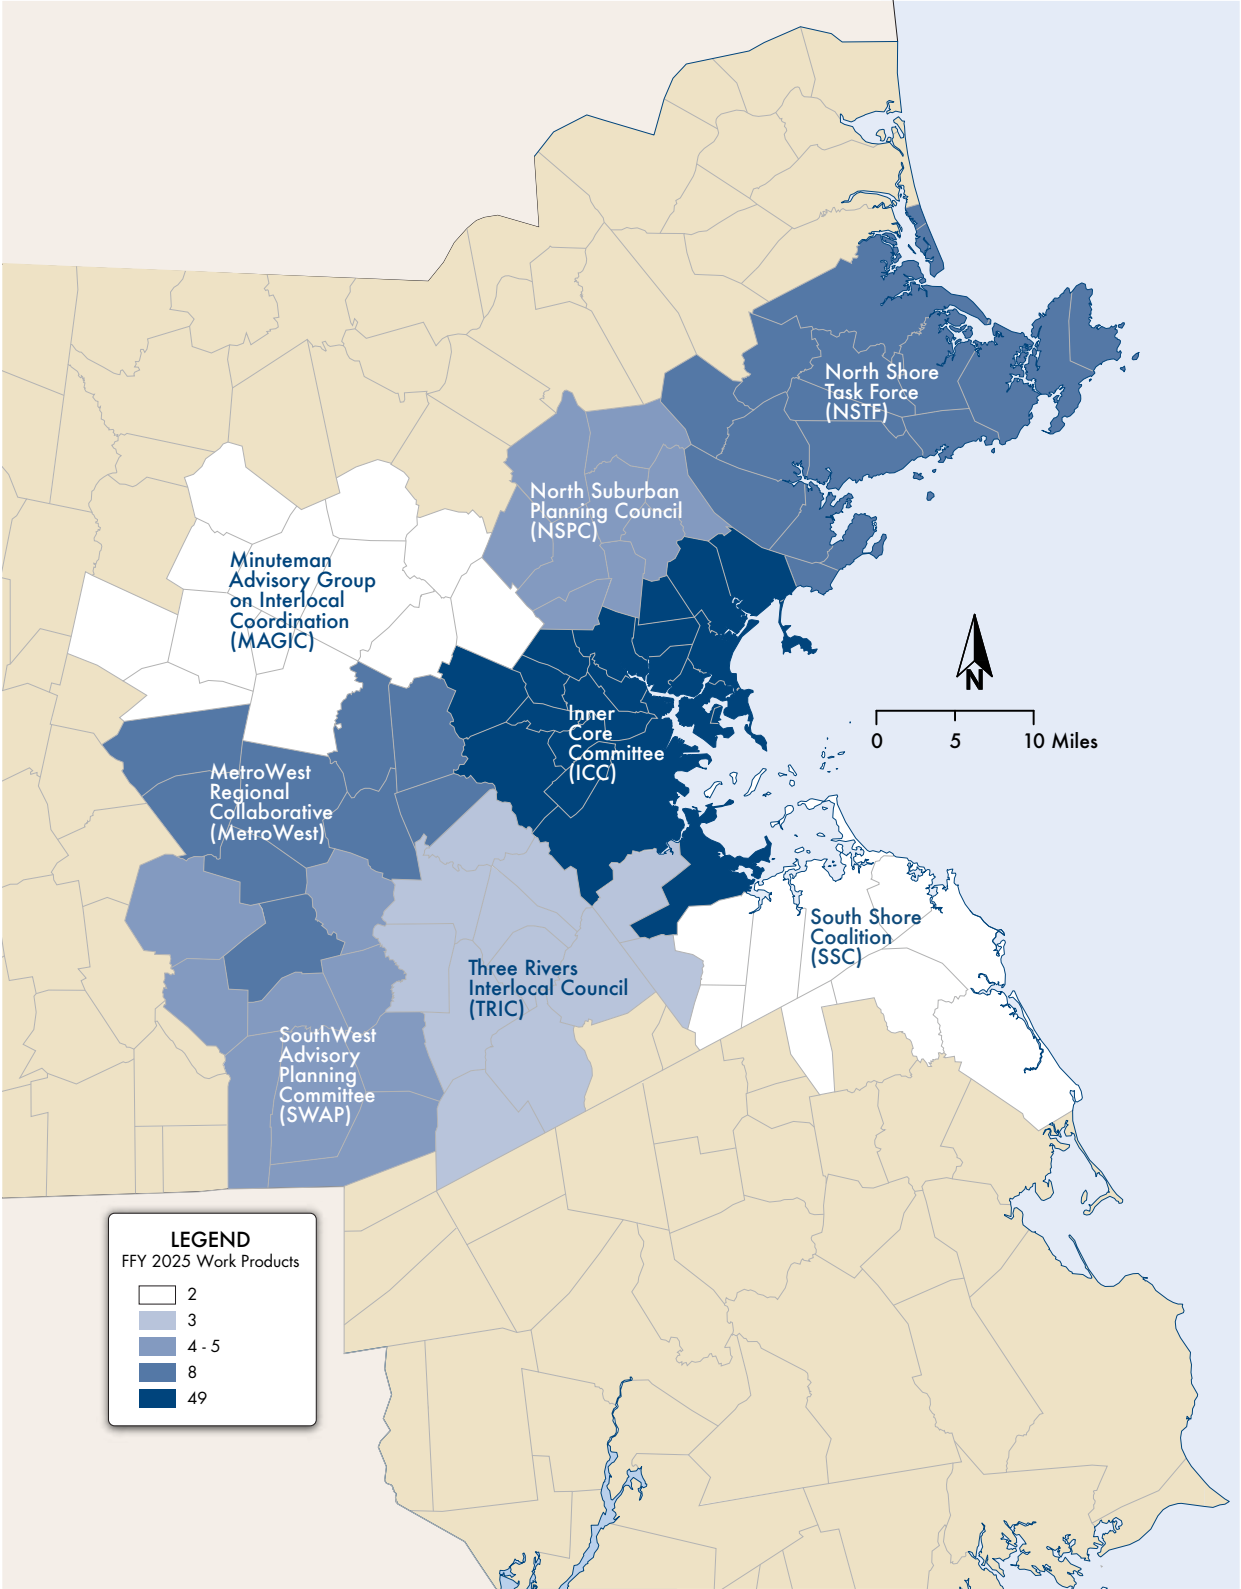 North Shore
Task Force
(NSTF)
North Suburban
Planning Council
(NSPC)
Minuteman
Advisory Group
on Interlocal
Coordination
(MAGIC)
N
0 5 10 Miles
Inner
Core
Committee
(ICC)
MetroWest
Regional
Collaborative
(MetroWest)
South Shore
Coalition
(SSC)
Three Rivers
Interlocal Council
(TRIC)
SouthWest
Advisory
Planning
Committee
(SWAP)
LEGEND
FFY 2025 Work Products
2
3
4 - 5
8
49